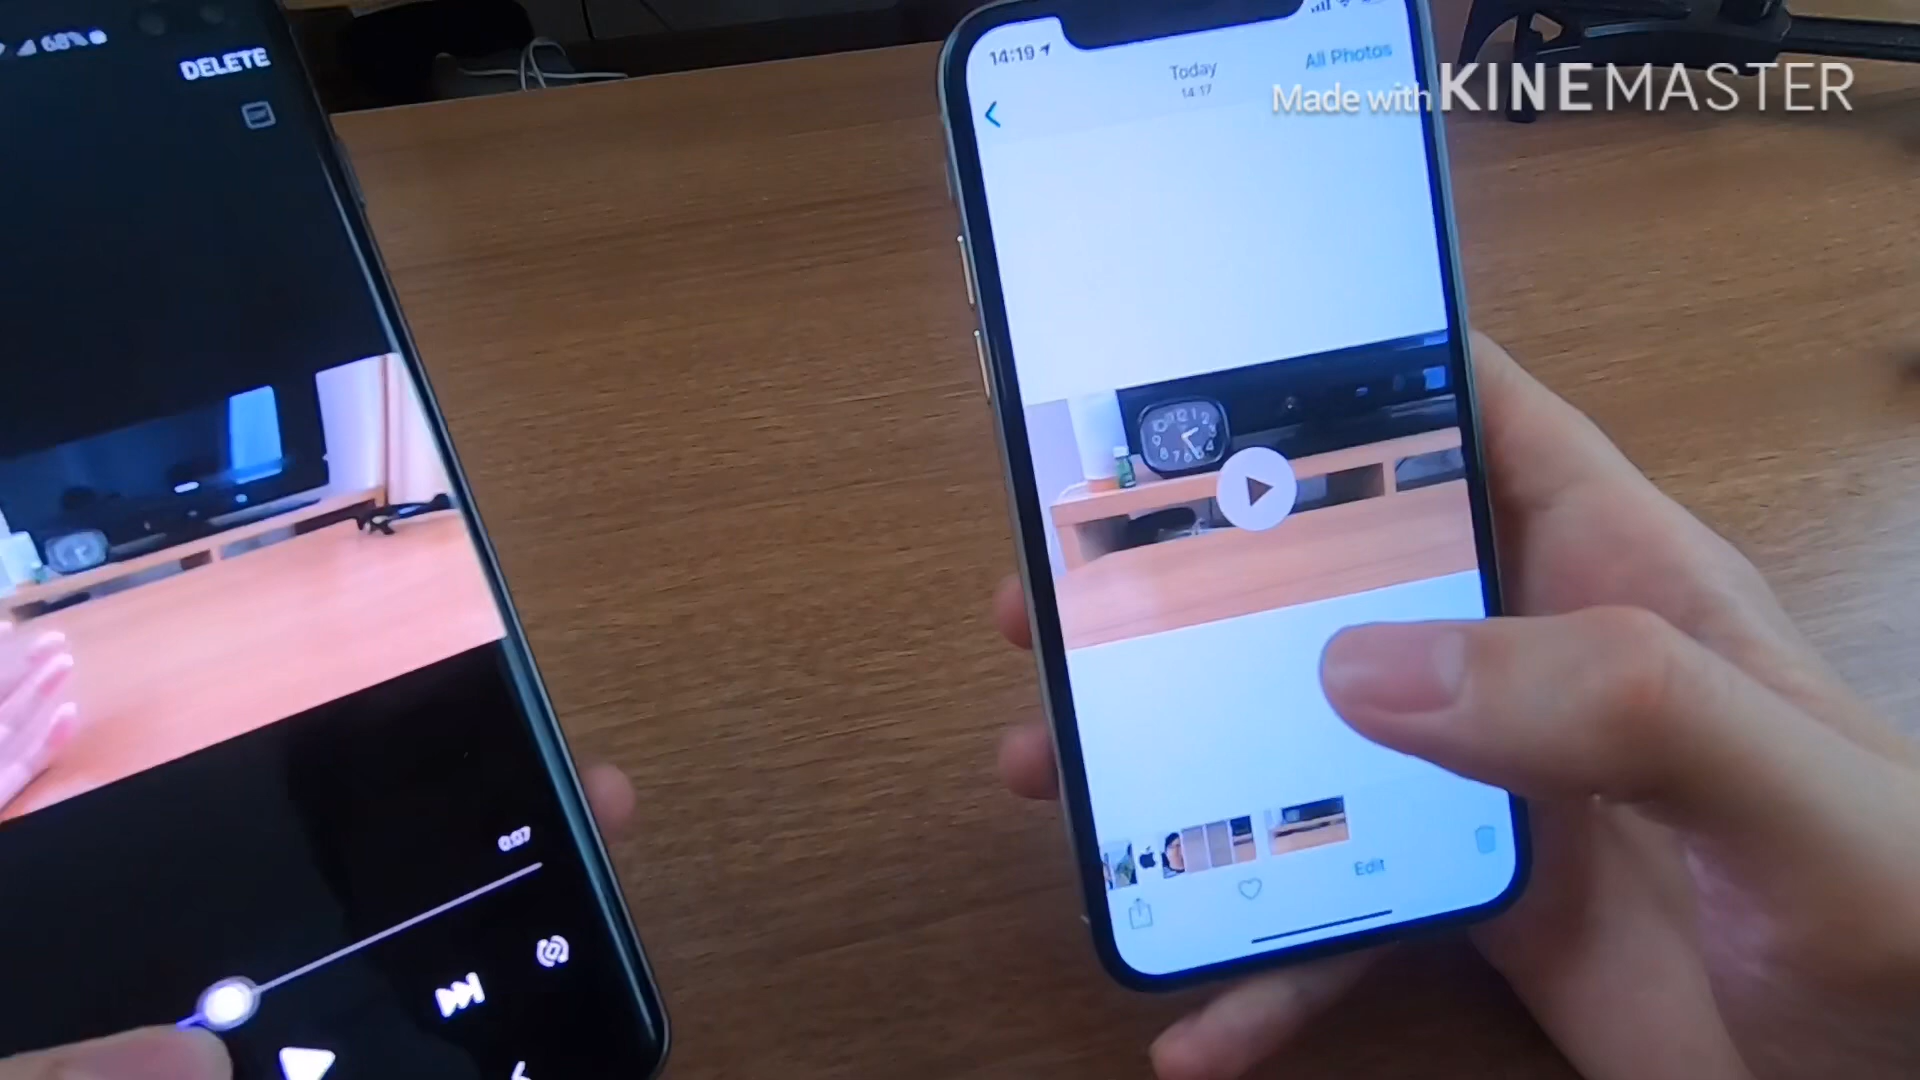 68%
DELETE
14:19
Today
14:17
All Photos
Made with KINEMASTER
0:07
Edit